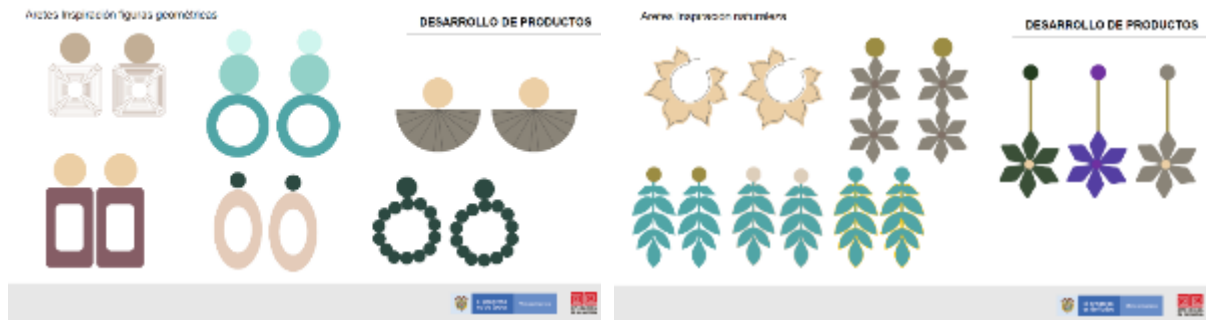 Aretes Inspiración figuras geométricas
DESARROLLO DE PRODUCTOS
Aretes Inspiración naturaleza
DESARROLLO DE PRODUCTOS